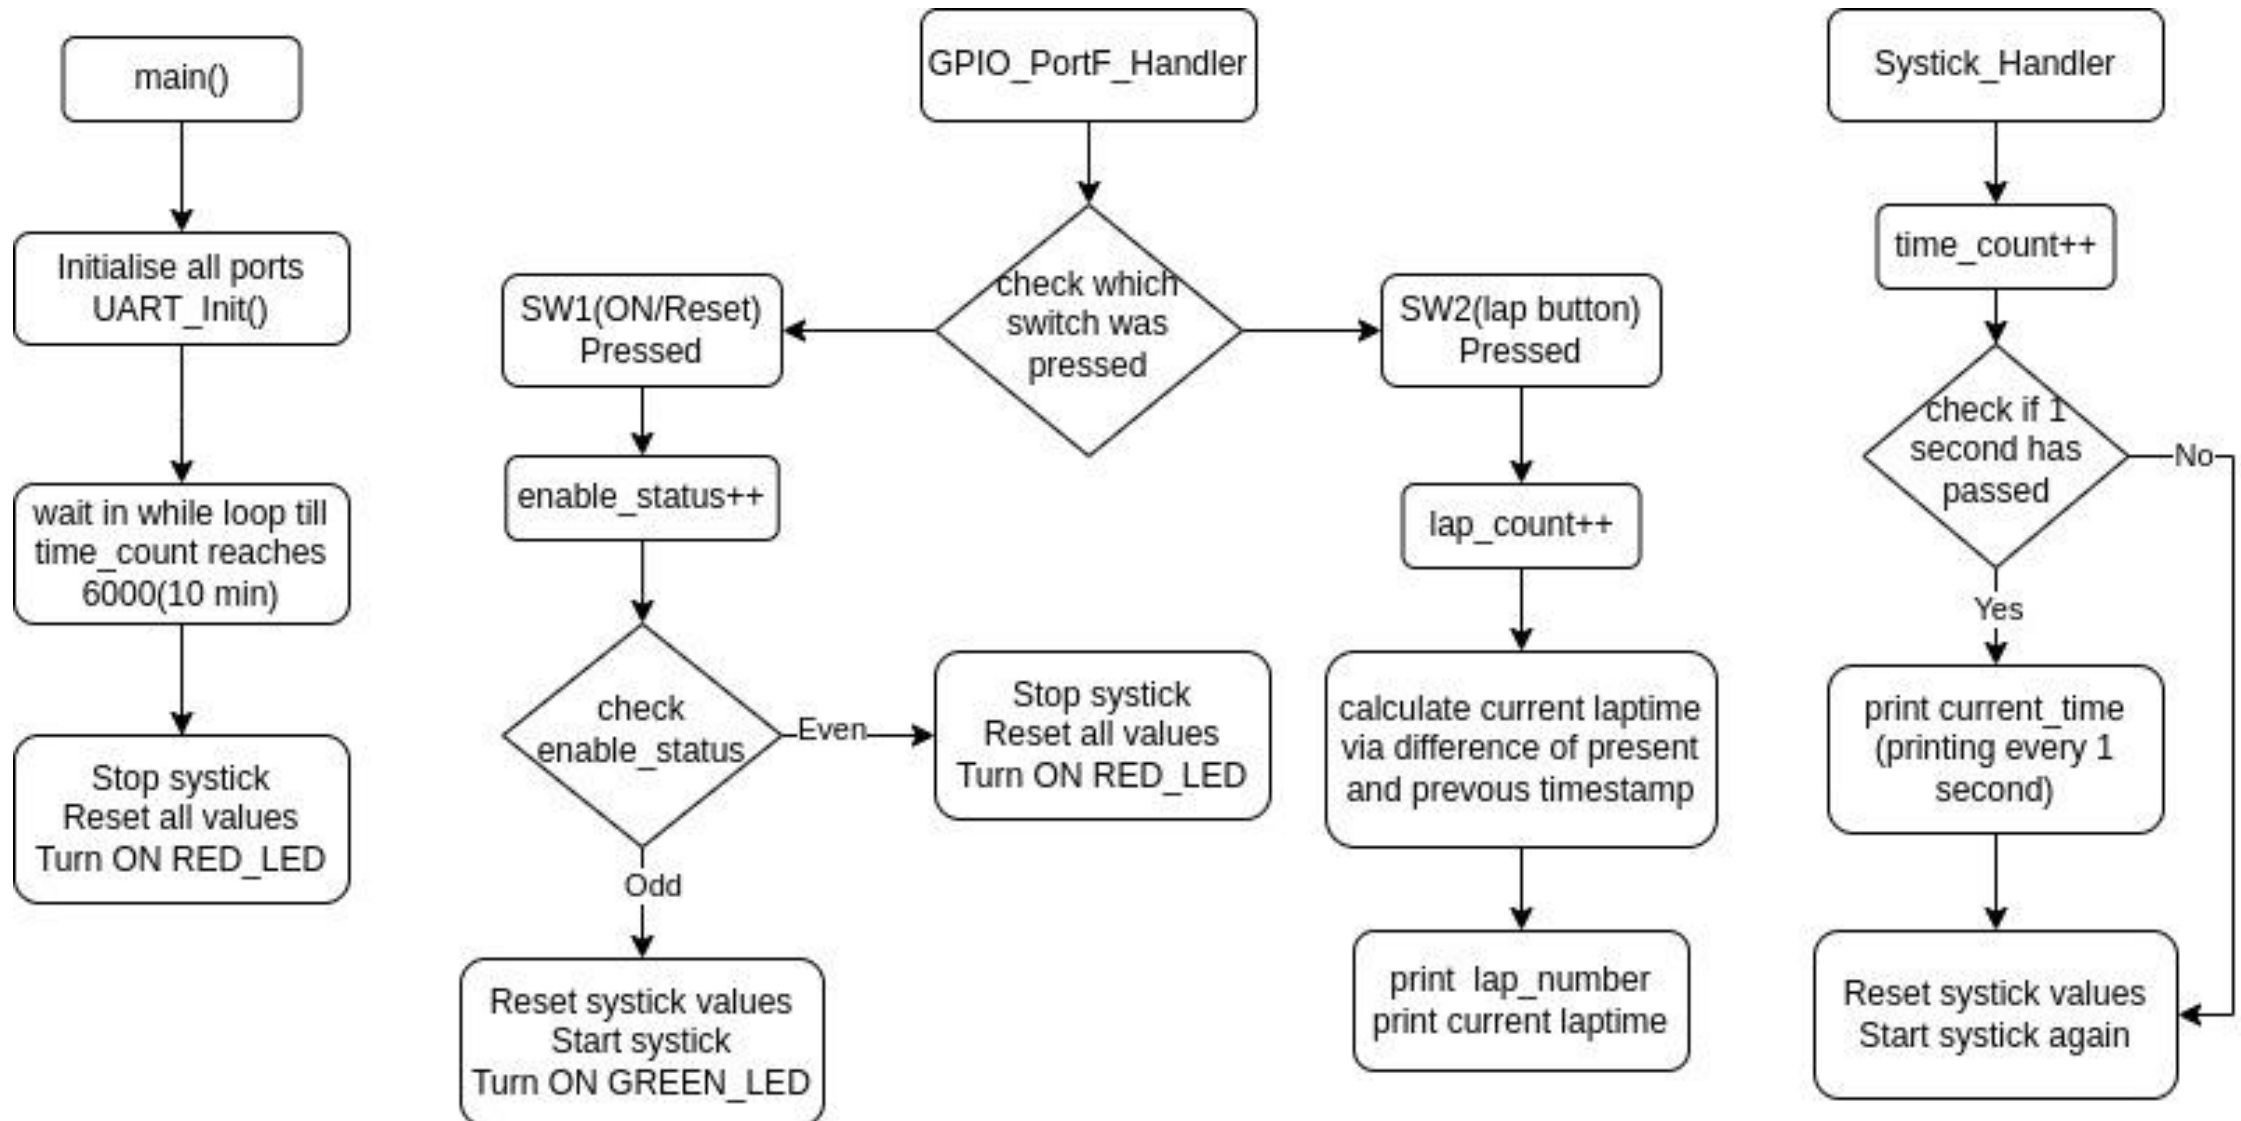 main()
Initialise all ports
UART_Init()
wait in while loop till
time_count reaches
6000(10 min)
Stop systick
Reset all values
Turn ON RED_LED
GPIO_PortF_Handler
check which
switch was
pressed
SW1(ON/Reset)
Pressed
enable_status++
check
enable_status
Even
Stop systick
Reset all values
Turn ON RED_LED
Odd
Reset systick values
Start systick
Turn ON GREEN_LED
SW2(lap button)
Pressed
lap_count++
calculate current laptime
via difference of present
and prevous timestamp
print lap_number
print current laptime
Systick_Handler
time_count++
check if 1
second has
passed
No
Yes
print current_time
(printing every 1
second)
Reset systick values
Start systick again